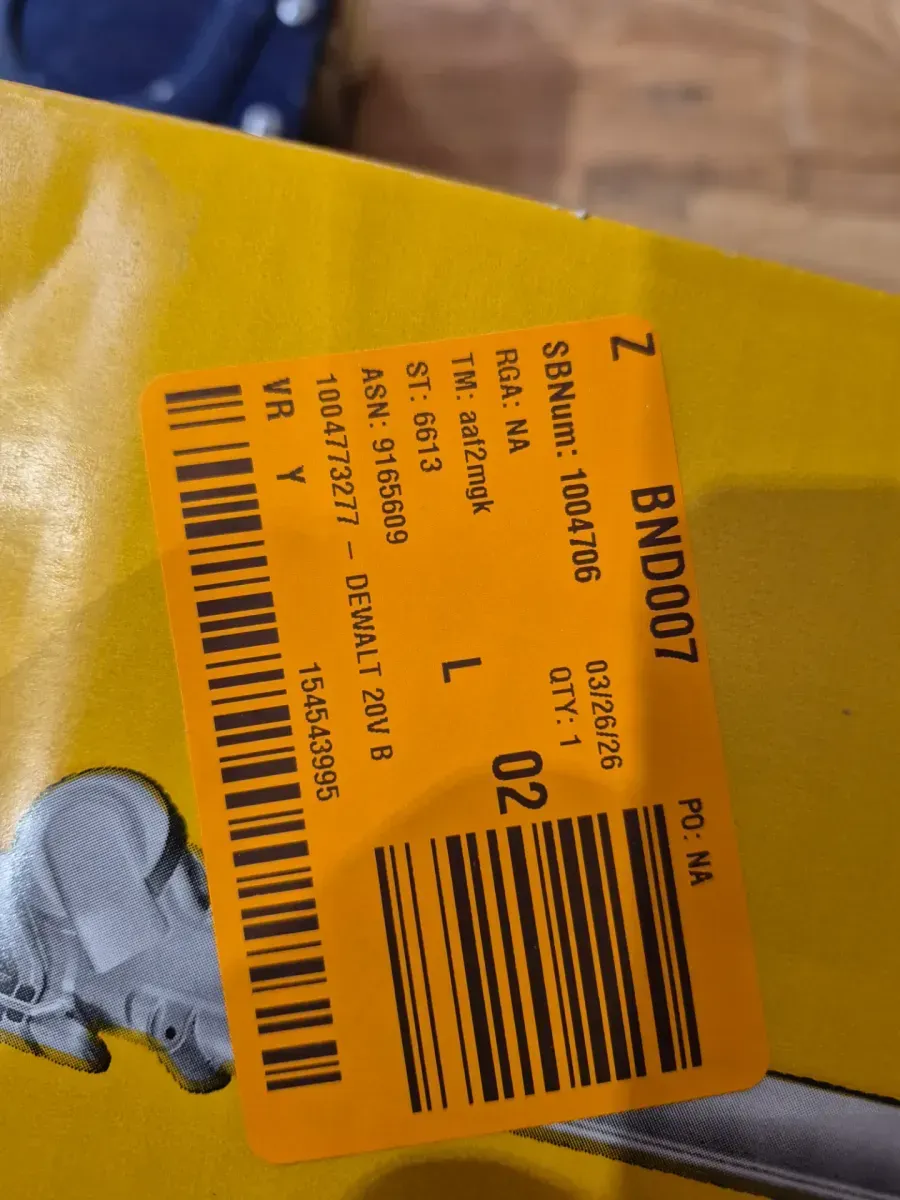 Z BND007 PO: NA
SBNum: 1004706 03/26/26
RGA: NA QTY: 1
TM: aaf2mgk 02
ST: 6613 L
ASN: 9165609
1004773277 – DEWALT 20V B
VR Y 154543995